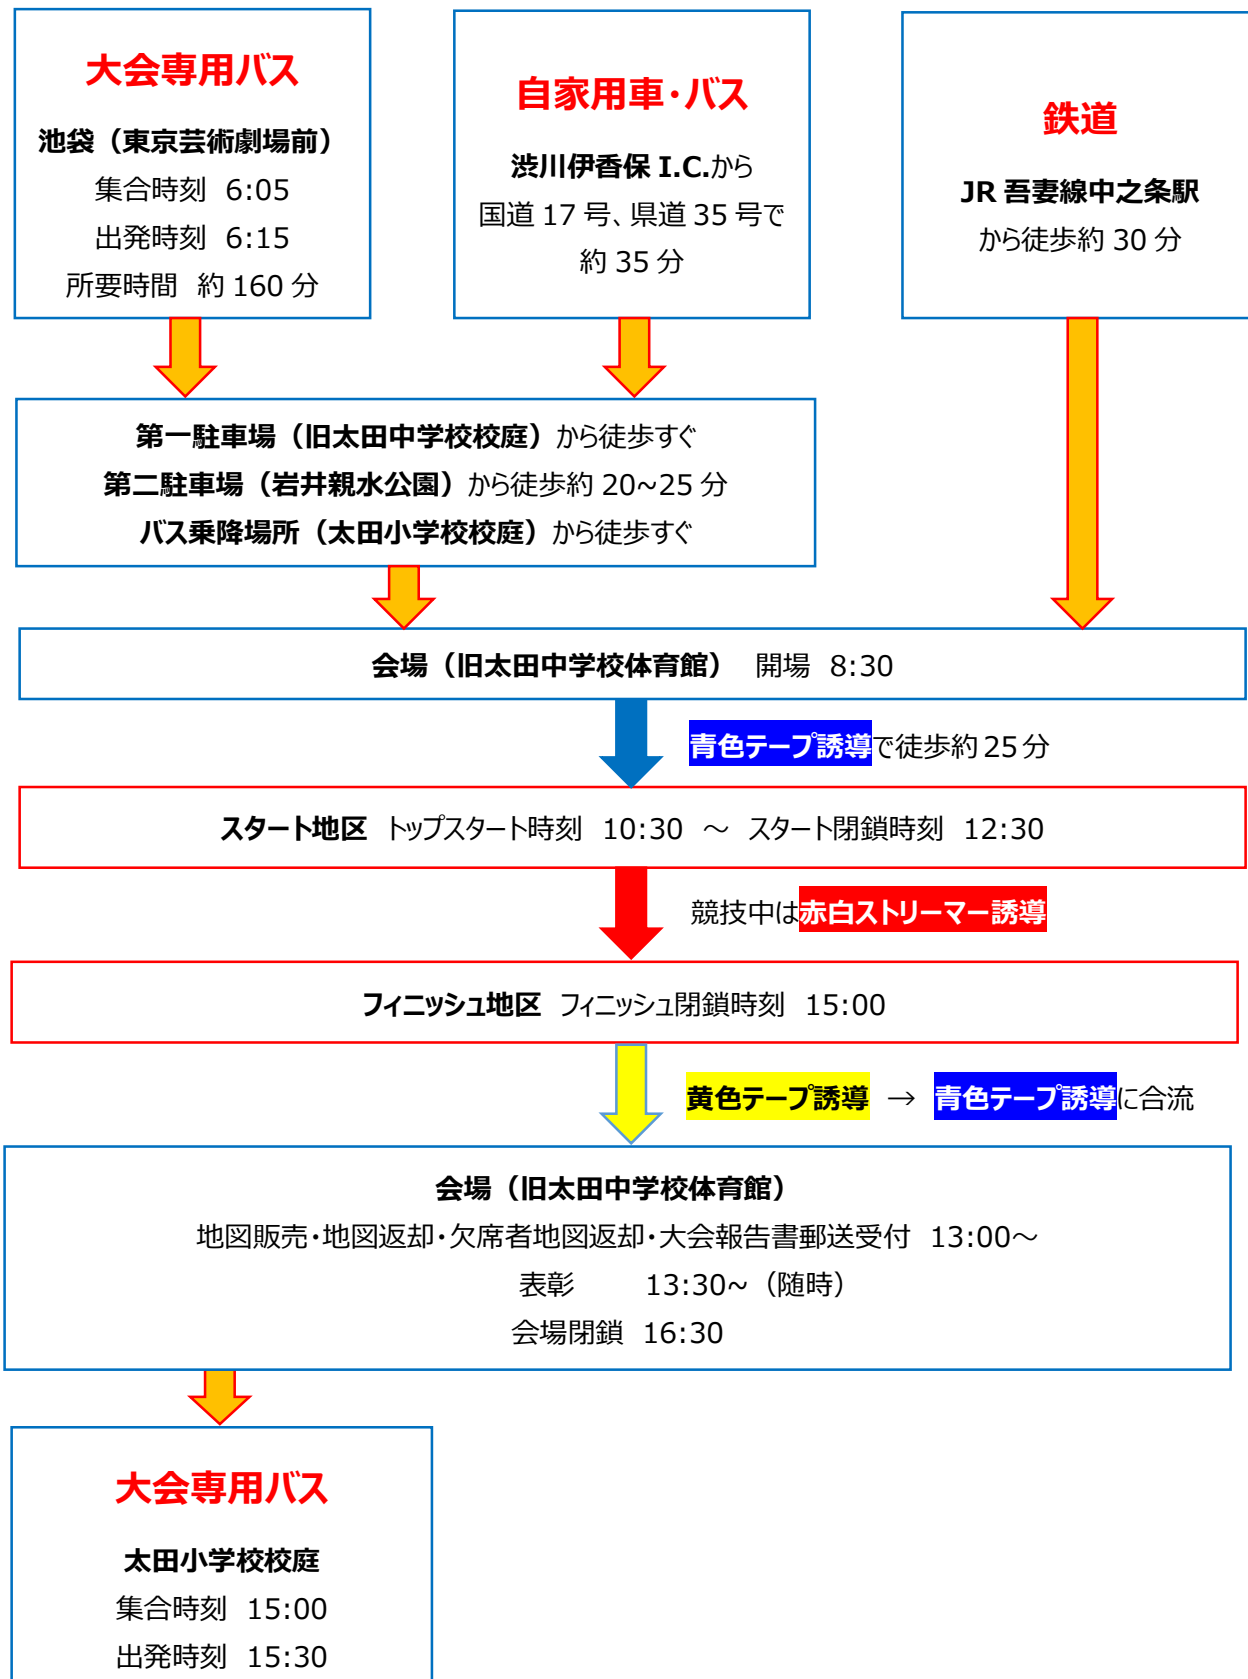 大会専用バス
池袋（東京芸術劇場前）
集合時刻 6:05
出発時刻 6:15
所要時間 約 160 分
自家用車・バス
渋川伊香保 I.C.から
国道 17 号、県道 35 号で
約 35 分
鉄道
JR 吾妻線中之条駅
から徒歩約 30 分
第一駐車場（旧太田中学校校庭）から徒歩すぐ
第二駐車場（岩井親水公園）から徒歩約 20~25 分
バス乗降場所（太田小学校校庭）から徒歩すぐ
会場（旧太田中学校体育館） 開場 8:30
青色テープ誘導で徒歩約 25 分
スタート地区 トップスタート時刻 10:30 ～ スタート閉鎖時刻 12:30
競技中は赤白ストリーマー誘導
フィニッシュ地区 フィニッシュ閉鎖時刻 15:00
黄色テープ誘導 → 青色テープ誘導に合流
会場（旧太田中学校体育館）
地図販売・地図返却・欠席者地図返却・大会報告書郵送受付 13:00～
表彰 13:30~（随時）
会場閉鎖 16:30
大会専用バス
太田小学校校庭
集合時刻 15:00
出発時刻 15:30